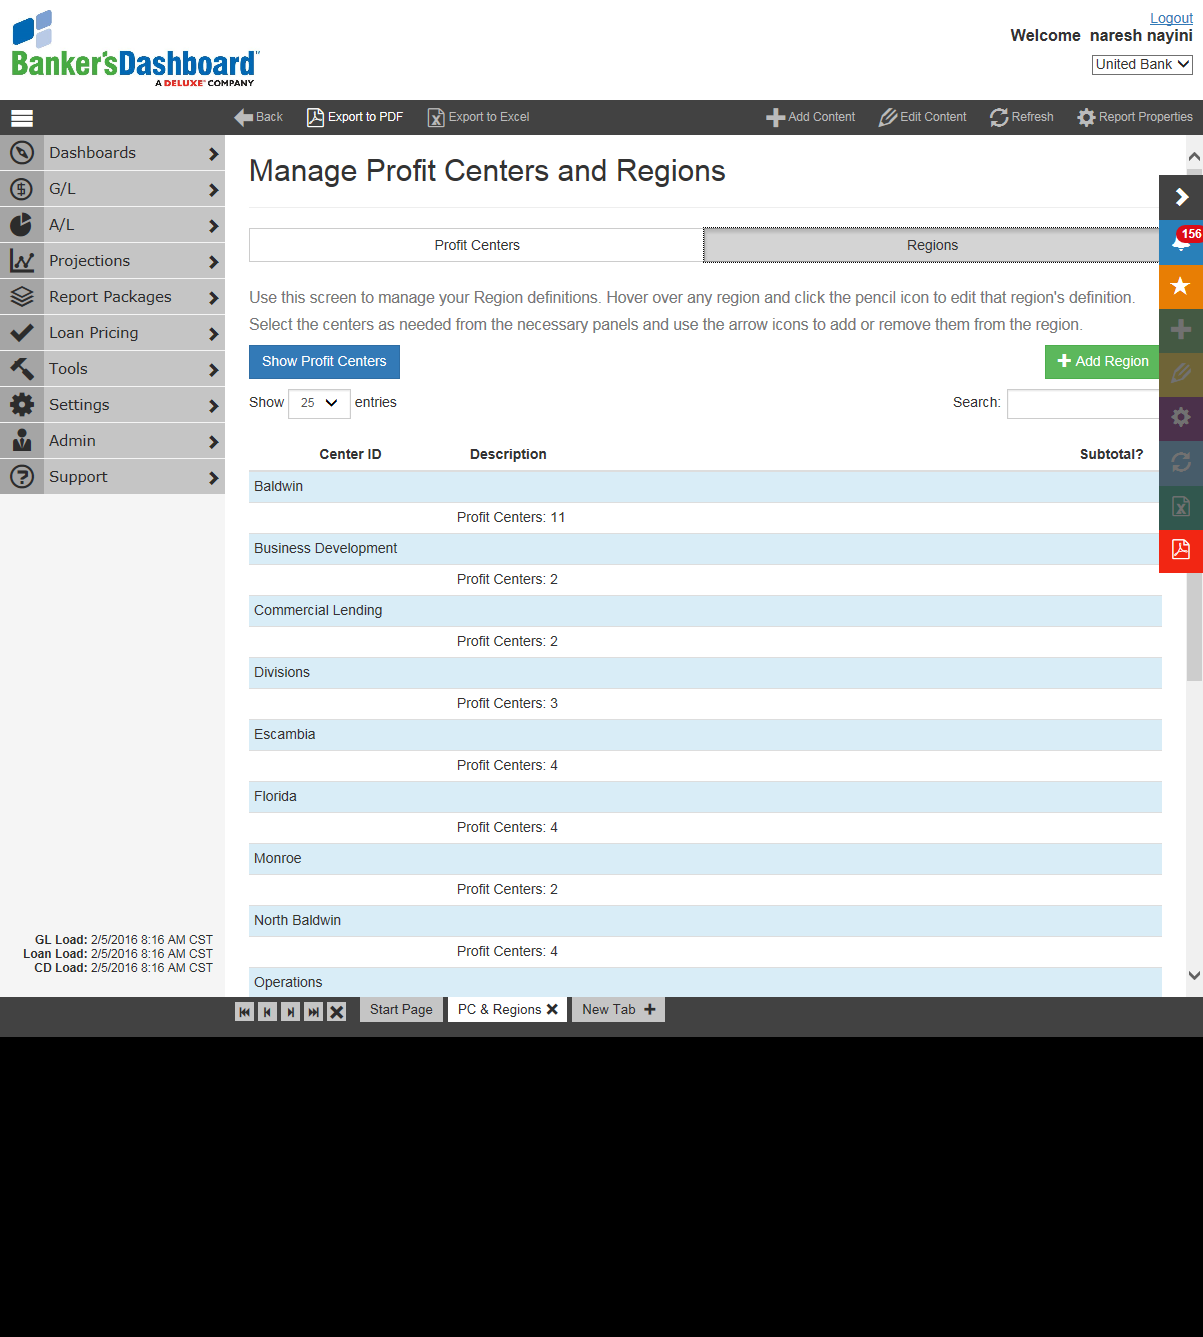 Logout
Welcome naresh nayini
United Bank
Banker'sDashboard
A DELUXE COMPANY
Back Export to PDF Export to Excel Add Content Edit Content Refresh Report Properties
Dashboards
G/L
A/L
Projections
Report Packages
Loan Pricing
Tools
Settings
Admin
Support
Manage Profit Centers and Regions
156
Profit Centers Regions
Use this screen to manage your Region definitions. Hover over any region and click the pencil icon to edit that region's definition.
Select the centers as needed from the necessary panels and use the arrow icons to add or remove them from the region.
Show Profit Centers Add Region
Show 25 entries Search:
Center ID Description Subtotal?
Baldwin
Profit Centers: 11
Business Development
Profit Centers: 2
Commercial Lending
Profit Centers: 2
Divisions
Profit Centers: 3
Escambia
Profit Centers: 4
Florida
Profit Centers: 4
Monroe
Profit Centers: 2
North Baldwin
Profit Centers: 4
Operations
GL Load: 2/5/2016 8:16 AM CST
Loan Load: 2/5/2016 8:16 AM CST
CD Load: 2/5/2016 8:16 AM CST
Start Page PC & Regions New Tab